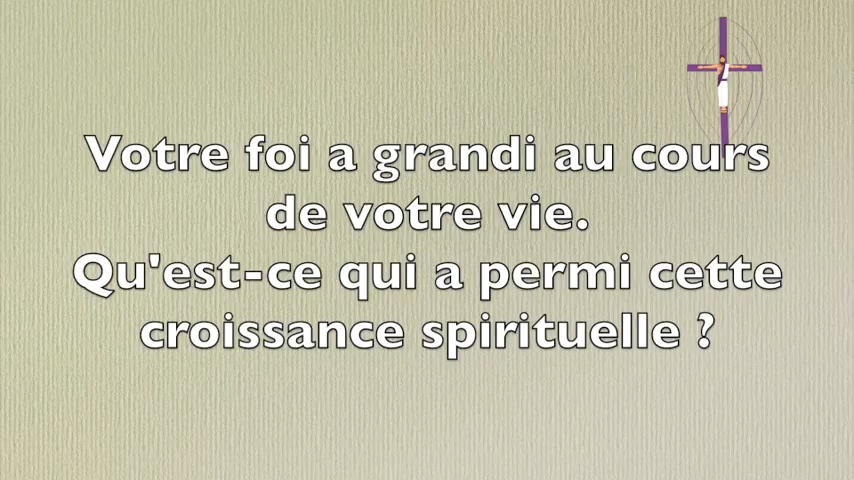 Votre foi a grandi au cours
de votre vie.
Qu'est-ce qui a permi cette
croissance spirituelle ?